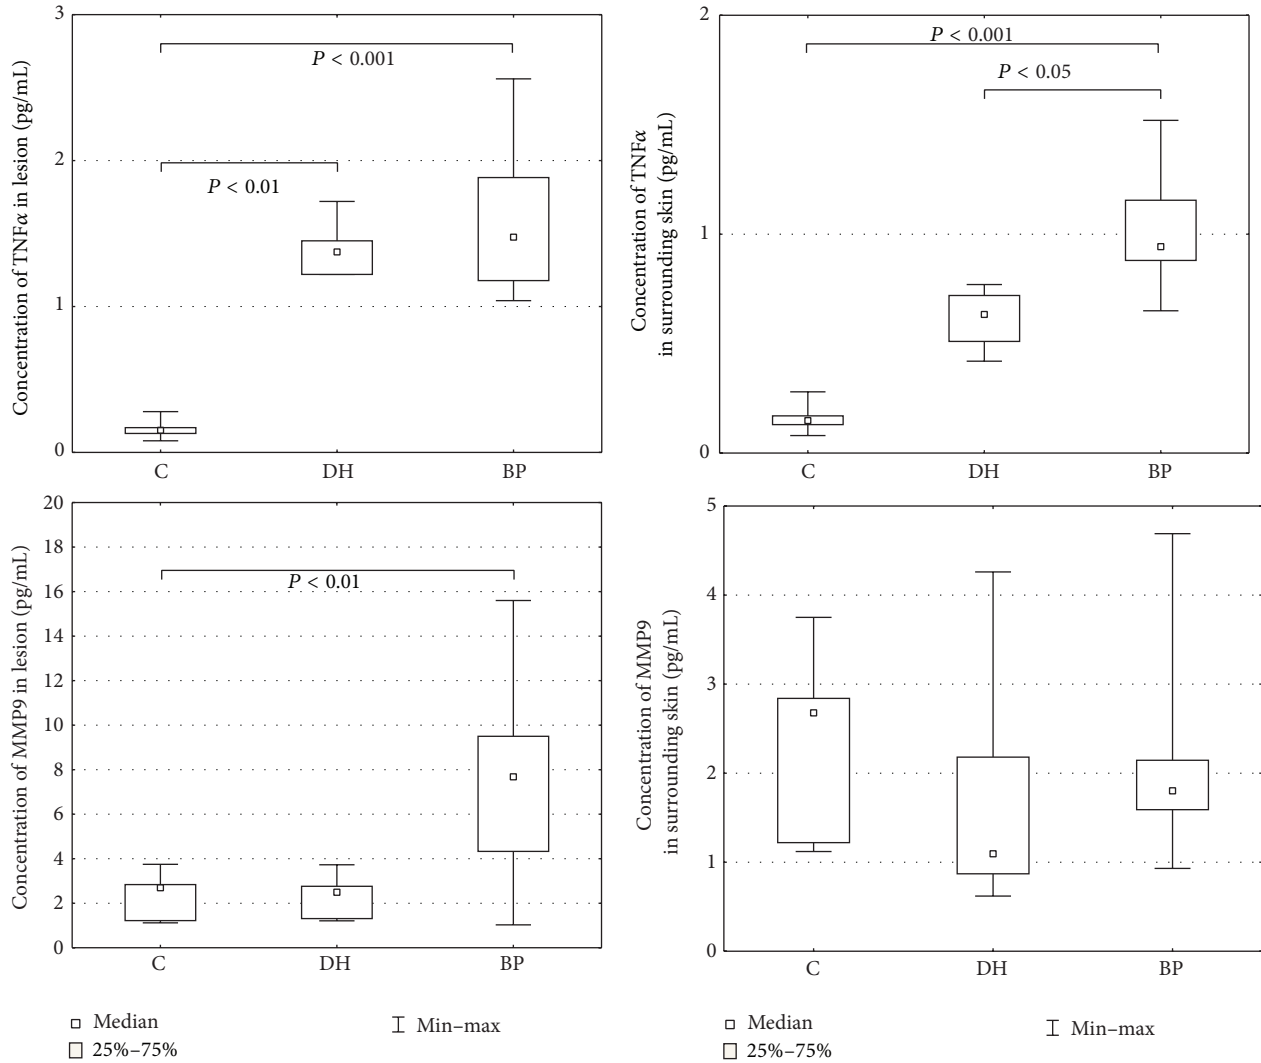 3
2
1
0
Concentration of TNFα in lesion (pg/mL)
P < 0.001
P < 0.01
C DH BP
2
1
0
Concentration of TNFα
in surrounding skin (pg/mL)
P < 0.001
P < 0.05
C DH BP
20
18
16
14
12
10
8
6
4
2
0
Concentration of MMP9 in lesion (pg/mL)
P < 0.01
C DH BP
Median
25%–75%
Min–max
5
4
3
2
1
0
Concentration of MMP9
in surrounding skin (pg/mL)
C DH BP
Median
25%–75%
Min–max